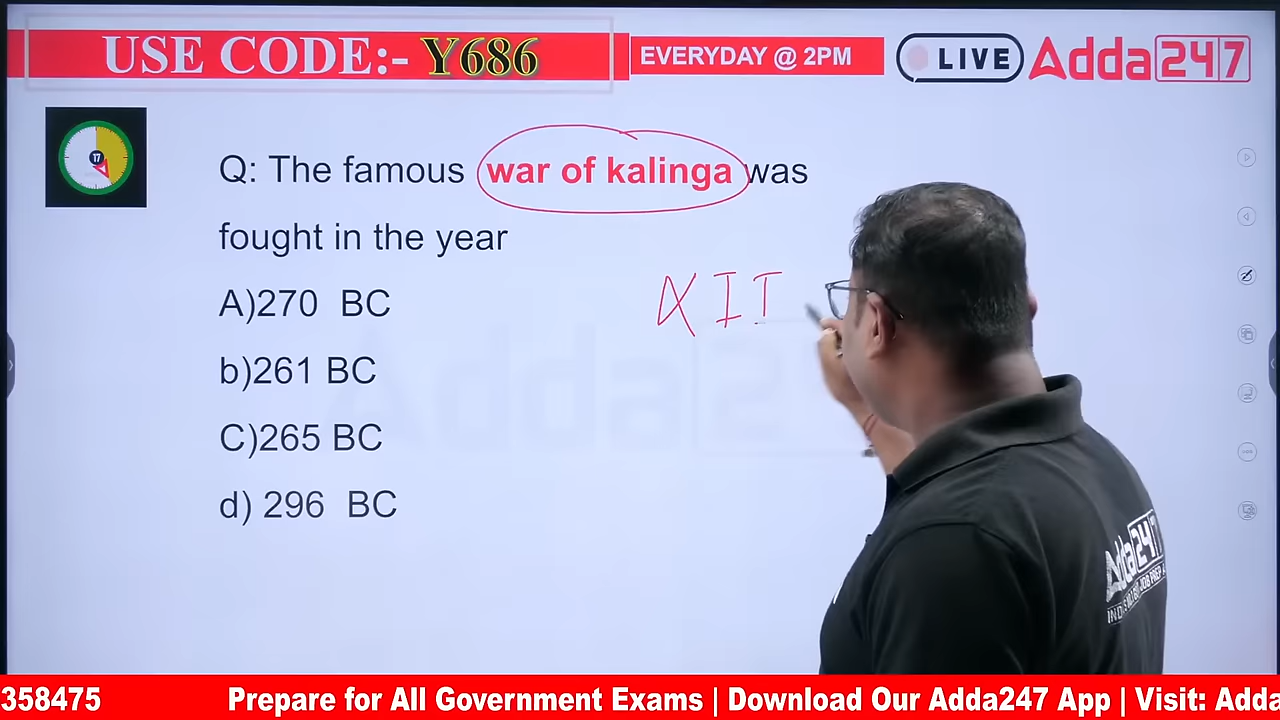 USE CODE:- Y686
EVERYDAY @ 2PM
LIVE
Adda247
17
Q: The famous war of kalinga was
fought in the year
A)270 BC
b)261 BC
C)265 BC
d) 296 BC
XII
Adda247
358475 Prepare for All Government Exams | Download Our Adda247 App | Visit: Adda